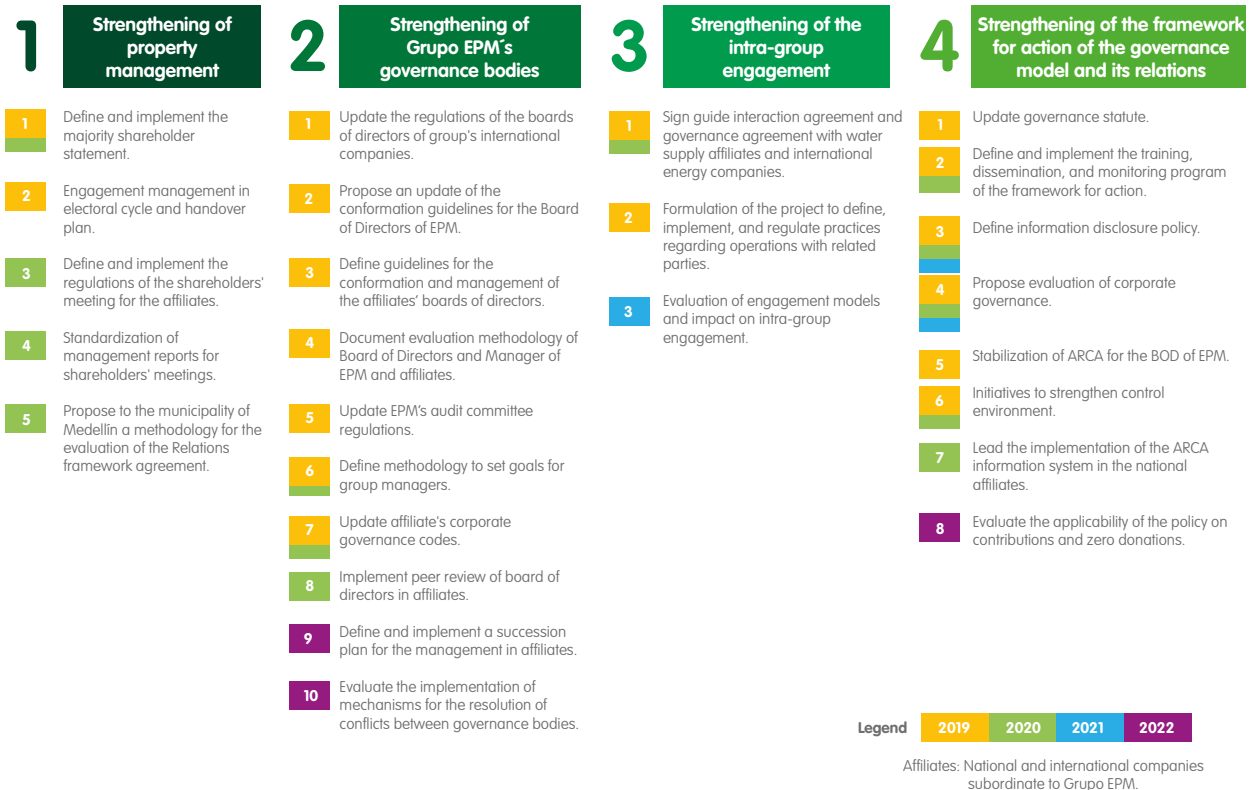 1
Strengthening of
property
management
1
Define and implement the
majority shareholder
statement.
2
Engagement management in
electoral cycle and handover
plan.
3
Define and implement the
regulations of the shareholders'
meeting for the affiliates.
4
Standardization of
management reports for
shareholders' meetings.
5
Propose to the municipality of
Medellín a methodology for the
evaluation of the Relations
framework agreement.
2
Strengthening of
Grupo EPM´s
governance bodies
1
Update the regulations of the boards
of directors of group's international
companies.
2
Propose an update of the
conformation guidelines for the Board
of Directors of EPM.
3
Define guidelines for the
conformation and management of
the affiliates' boards of directors.
4
Document evaluation methodology of
Board of Directors and Manager of
EPM and affiliates.
5
Update EPM's audit committee
regulations.
6
Define methodology to set goals for
group managers.
7
Update affiliate's corporate
governance codes.
8
Implement peer review of board of
directors in affiliates.
9
Define and implement a succession
plan for the management in affiliates.
10
Evaluate the implementation of
mechanisms for the resolution of
conflicts between governance bodies.
3
Strengthening of the
intra-group
engagement
1
Sign guide interaction agreement and
governance agreement with water
supply affiliates and international
energy companies.
2
Formulation of the project to define,
implement, and regulate practices
regarding operations with related
parties.
3
Evaluation of engagement models
and impact on intra-group
engagement.
4
Strengthening of the framework
for action of the governance
model and its relations
1
Update governance statute.
2
Define and implement the training,
dissemination, and monitoring program
of the framework for action.
3
Define information disclosure policy.
4
Propose evaluation of corporate
governance.
5
Stabilization of ARCA for the BOD of EPM.
6
Initiatives to strengthen control
environment.
7
Lead the implementation of the ARCA
information system in the national
affiliates.
8
Evaluate the applicability of the policy on
contributions and zero donations.
Legend 2019 2020 2021 2022
Affiliates: National and international companies
subordinate to Grupo EPM.